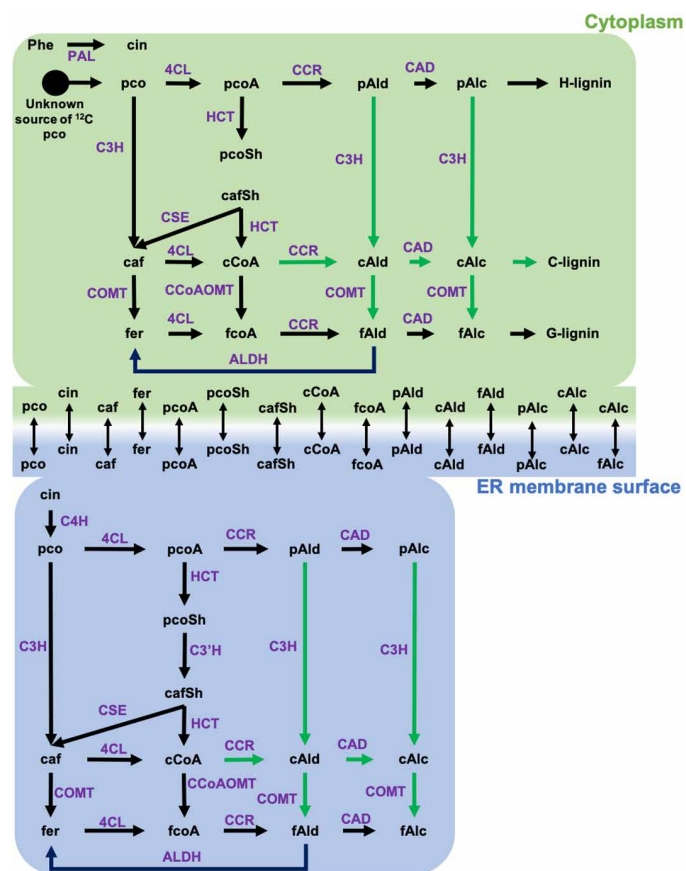 Cytoplasm
Phe PAL cin
pco 4CL pcoA CCR pAld CAD pAlc H-lignin
Unknown
source of ¹²C
pco
HCT
C3H pcoSh C3H C3H
cafSh
CSE HCT
caf 4CL cCoA CCR cAld CAD cAlc C-lignin
COMT CCoAOMT COMT COMT
fer 4CL fcoA CCR fAld CAD fAlc G-lignin
ALDH
pco cin caf fer pcoA pcoSh cafSh cCoA fcoA pAld cAld fAld pAlc cAlc cAlc
pco cin caf fer pcoA pcoSh cafSh cCoA fcoA pAld cAld fAld pAlc cAlc fAlc
ER membrane surface
cin
C4H
pco 4CL pcoA CCR pAld CAD pAlc
HCT
pcoSh
C3H C3'H C3H C3H
cafSh
CSE HCT
caf 4CL cCoA CCR cAld CAD cAlc
COMT CCoAOMT COMT COMT
fer 4CL fcoA CCR fAld CAD fAlc
ALDH